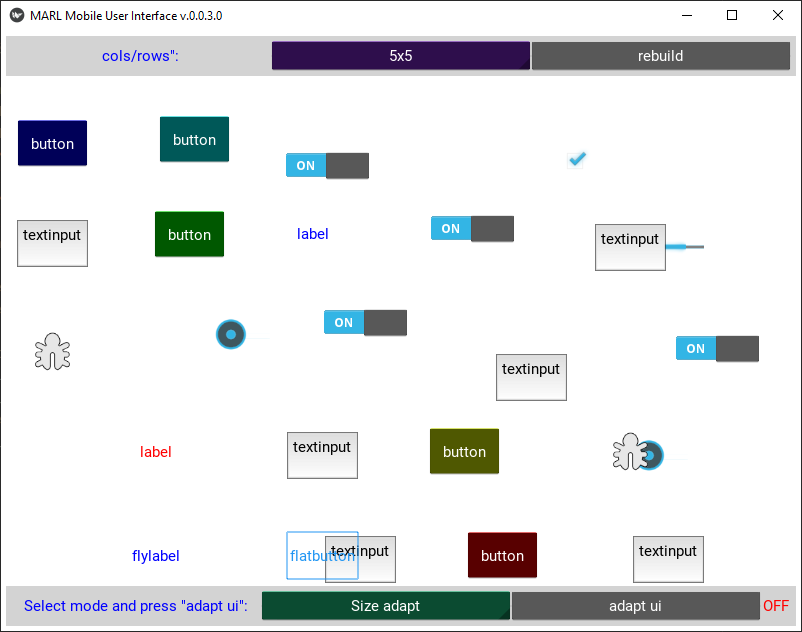 MARL Mobile User Interface v.0.0.3.0
cols/rows": 5x5 rebuild
button button
ON
textinput button label ON textinput
ON
ON
textinput
label textinput button
flylabel flatbutton textinput button textinput
Select mode and press "adapt ui": Size adapt adapt ui OFF